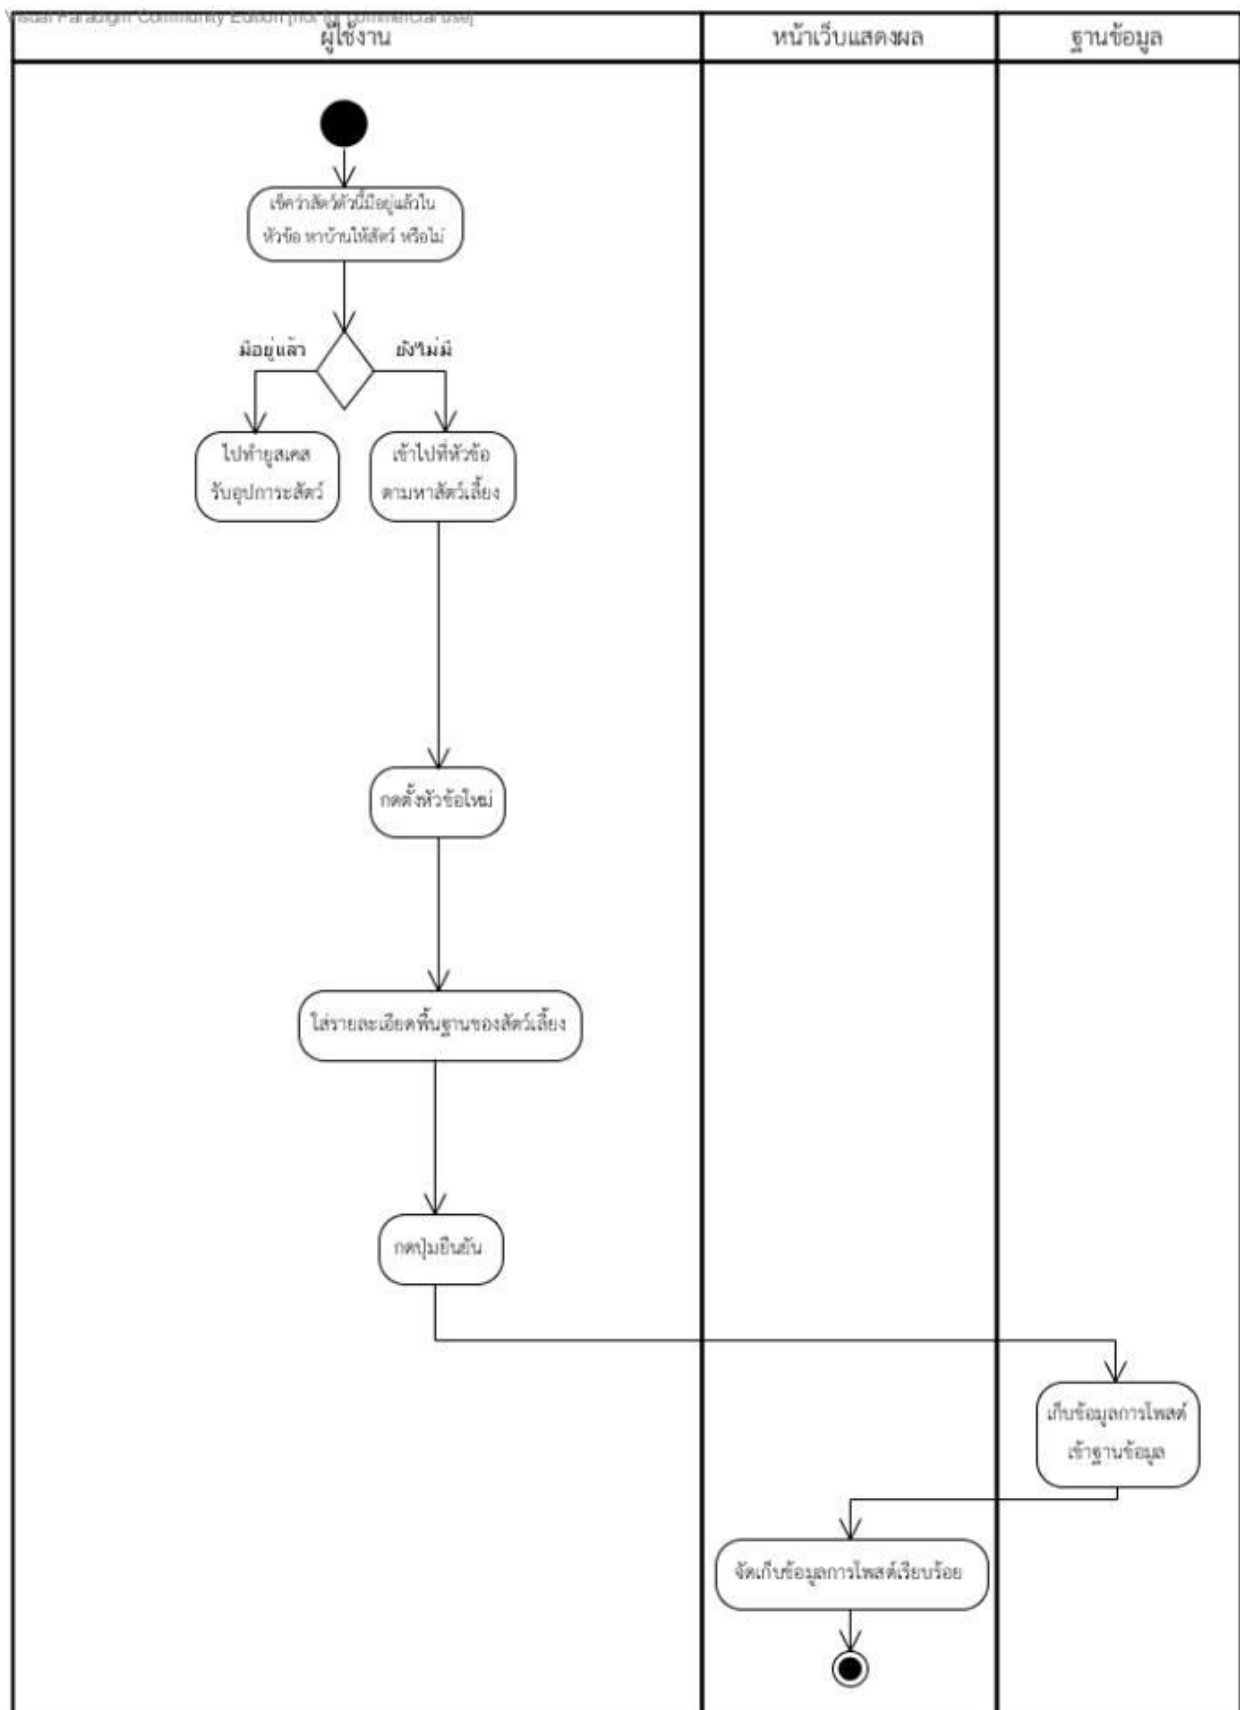 Visual Paradigm Community Edition [not for commercial use]
ผู้ใช้งาน
หน้าเว็บแสดงผล
ฐานข้อมูล
เช็คว่าสัตว์ตัวนี้มีอยู่แล้วใน
หัวข้อ หาบ้านให้สัตว์ หรือไม่
มีอยู่แล้ว
ยังไม่มี
ไปทำยูสเคส
รับอุปการะสัตว์
เข้าไปที่หัวข้อ
ตามหาสัตว์เลี้ยง
กดตั้งหัวข้อใหม่
ใส่รายละเอียดพื้นฐานของสัตว์เลี้ยง
กดปุ่มยืนยัน
เก็บข้อมูลการโพสต์
เข้าฐานข้อมูล
จัดเก็บข้อมูลการโพสต์เรียบร้อย